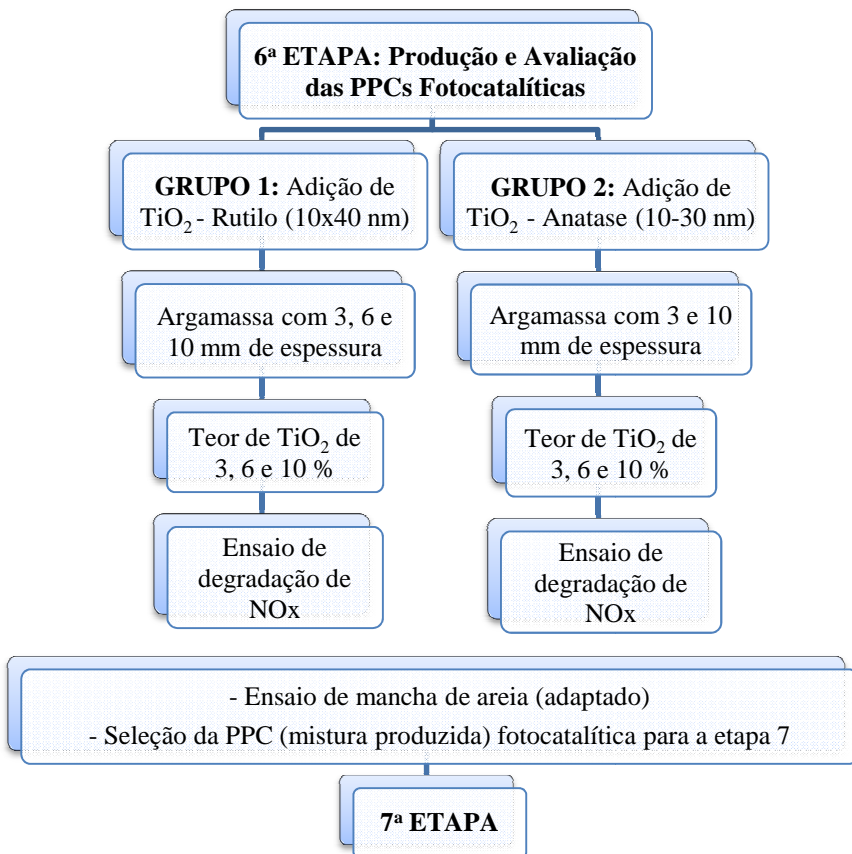 6ª ETAPA: Produção e Avaliação
das PPCs Fotocatalíticas
GRUPO 1: Adição de
TiO₂ - Rutilo (10x40 nm)
GRUPO 2: Adição de
TiO₂ - Anatase (10-30 nm)
Argamassa com 3, 6 e
10 mm de espessura
Argamassa com 3 e 10
mm de espessura
Teor de TiO₂ de
3, 6 e 10 %
Teor de TiO₂ de
3, 6 e 10 %
Ensaio de
degradação de
NOx
Ensaio de
degradação de
NOx
- Ensaio de mancha de areia (adaptado)
- Seleção da PPC (mistura produzida) fotocatalítica para a etapa 7
7ª ETAPA